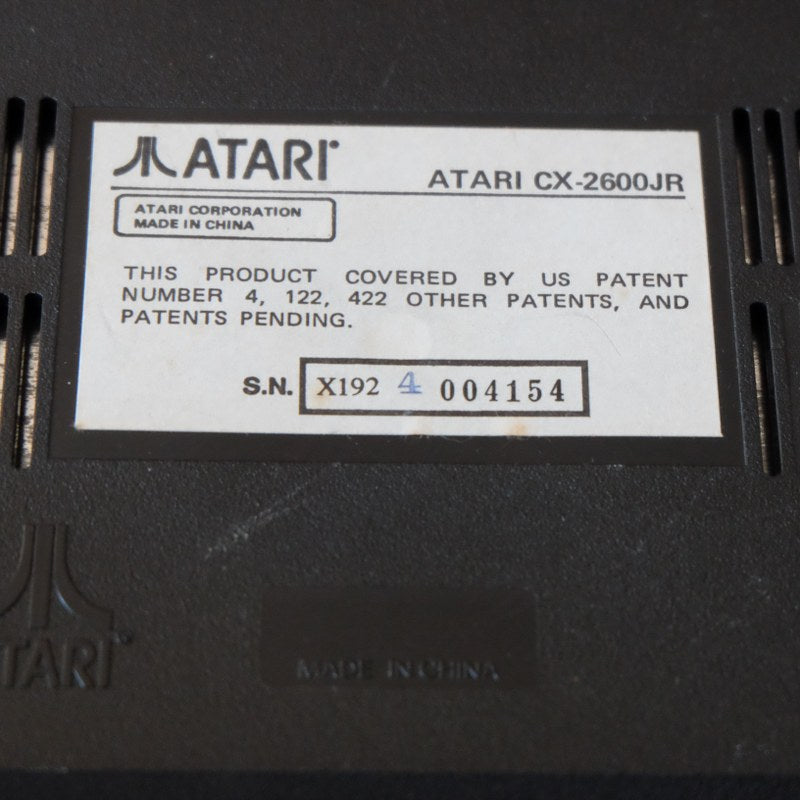 ATARI
ATARI CX-2600JR
ATARI CORPORATION
MADE IN CHINA
THIS PRODUCT COVERED BY US PATENT
NUMBER 4, 122, 422 OTHER PATENTS, AND
PATENTS PENDING.
S.N. X192 4 004154
TARI
MADE IN CHINA